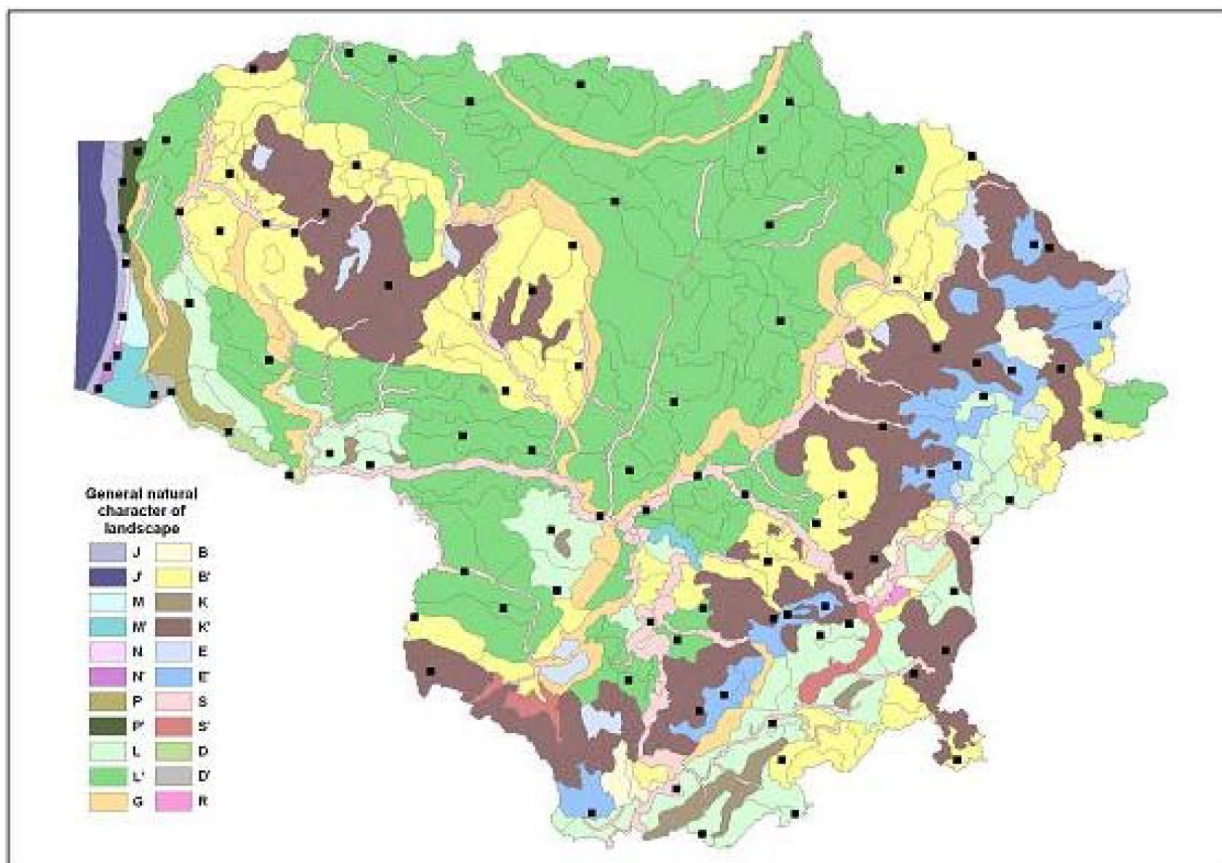 General natural
character of
landscape
J B
J' B'
M K
M' K'
N E
N' E'
P S
P' S'
L D
L' D'
G R